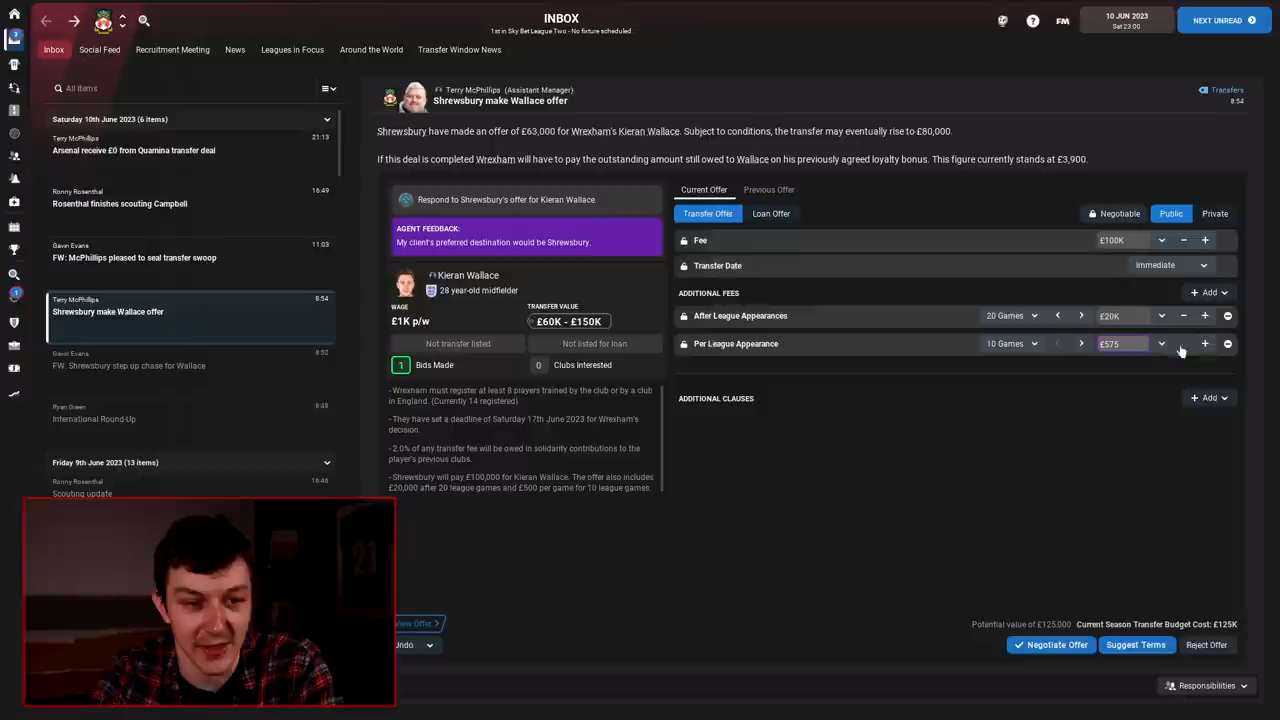 INBOX
1st in Sky Bet League Two - No fixture scheduled.
FM
10 JUN 2023
Sat 23:00
NEXT UNREAD
3
Inbox
Social Feed
Recruitment Meeting
News
Leagues in Focus
Around the World
Transfer Window News
All Items
Saturday 10th June 2023 (6 items)
Terry McPhillips
21:13
Arsenal receive £0 from Quamina transfer deal
Ronny Rosenthal
16:49
Rosenthal finishes scouting Campbell
Gavin Evans
11:03
FW: McPhillips pleased to seal transfer swoop
Terry McPhillips
8:54
Shrewsbury make Wallace offer
Gavin Evans
8:52
FW: Shrewsbury step up chase for Wallace
Ryan Green
8:48
International Round-Up
Friday 9th June 2023 (13 items)
Ronny Rosenthal
16:46
Scouting update
1
Terry McPhillips (Assistant Manager)
Shrewsbury make Wallace offer
Transfers
8:54
Shrewsbury have made an offer of £63,000 for Wrexham's Kieran Wallace. Subject to conditions, the transfer may eventually rise to £80,000.
If this deal is completed Wrexham will have to pay the outstanding amount still owed to Wallace on his previously agreed loyalty bonus. This figure currently stands at £3,900.
Respond to Shrewsbury's offer for Kieran Wallace.
AGENT FEEDBACK:
My client's preferred destination would be Shrewsbury.
Kieran Wallace
28 year-old midfielder
WAGE
£1K p/w
TRANSFER VALUE
£60K - £150K
Not transfer listed
Not listed for loan
1 Bids Made
0 Clubs Interested
- Wrexham must register at least 8 players trained by the club or by a club
in England. (Currently 14 registered)
- They have set a deadline of Saturday 17th June 2023 for Wrexham's
decision.
- 2.0% of any transfer fee will be owed in solidarity contributions to the
player's previous clubs.
- Shrewsbury will pay £100,000 for Kieran Wallace. The offer also includes
£20,000 after 20 league games and £500 per game for 10 league games.
Current Offer
Previous Offer
Transfer Offer
Loan Offer
Negotiable
Public
Private
Fee
£100K
Transfer Date
Immediate
ADDITIONAL FEES
Add
After League Appearances
20 Games
£20K
Per League Appearance
10 Games
£575
ADDITIONAL CLAUSES
Add
View Offer
Undo
Potential value of £125,000
Current Season Transfer Budget Cost: £125K
Negotiate Offer
Suggest Terms
Reject Offer
Responsibilities